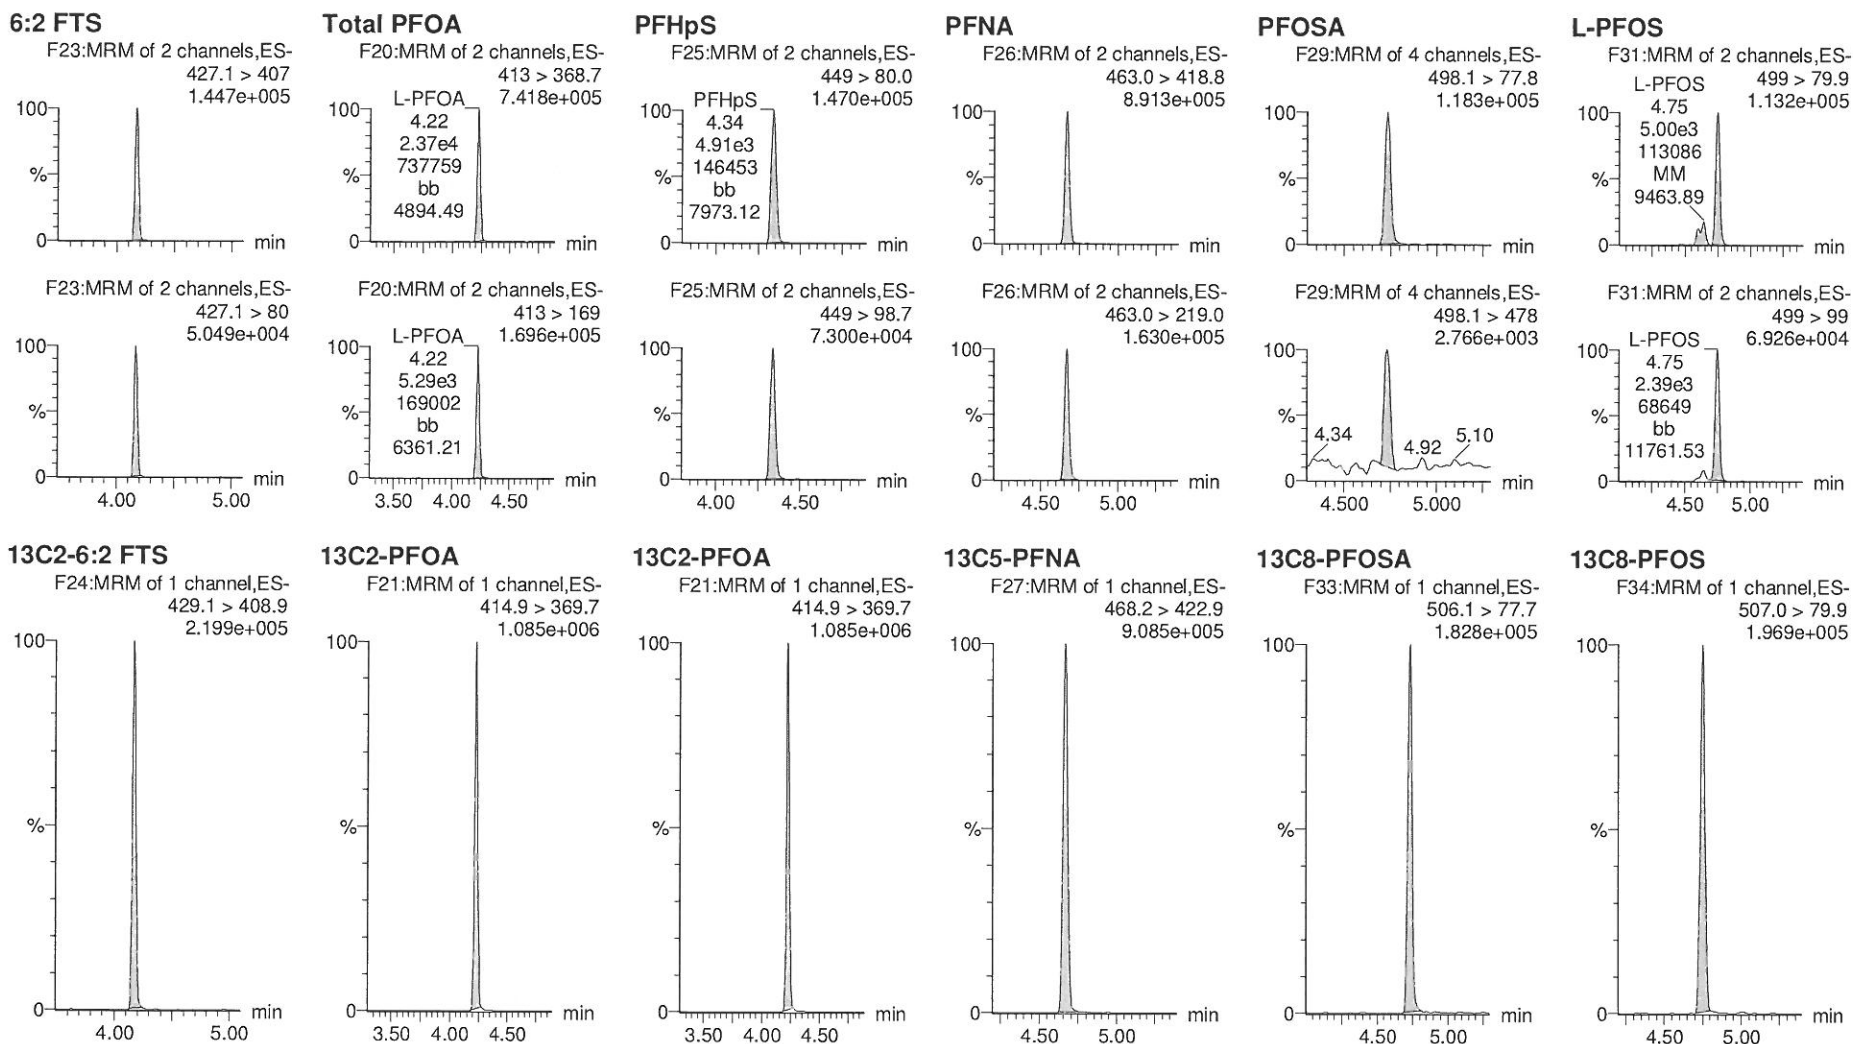 6:2 FTS
F23:MRM of 2 channels,ES-
427.1 > 407
1.447e+005
100
%
0
min
Total PFOA
F20:MRM of 2 channels,ES-
413 > 368.7
7.418e+005
L-PFOA
4.22
2.37e4
737759
bb
4894.49
100
%
0
min
PFHpS
F25:MRM of 2 channels,ES-
449 > 80.0
1.470e+005
PFHpS
4.34
4.91e3
146453
bb
7973.12
100
%
0
min
PFNA
F26:MRM of 2 channels,ES-
463.0 > 418.8
8.913e+005
100
%
0
min
PFOSA
F29:MRM of 4 channels,ES-
498.1 > 77.8
1.183e+005
100
%
0
min
L-PFOS
F31:MRM of 2 channels,ES-
499 > 79.9
1.132e+005
L-PFOS
4.75
5.00e3
113086
MM
9463.89
100
%
0
min
F23:MRM of 2 channels,ES-
427.1 > 80
5.049e+004
100
%
0
min
4.00 5.00
F20:MRM of 2 channels,ES-
413 > 169
1.696e+005
L-PFOA
4.22
5.29e3
169002
bb
6361.21
100
%
0
min
3.50 4.00 4.50
F25:MRM of 2 channels,ES-
449 > 98.7
7.300e+004
100
%
0
min
4.00 4.50
F26:MRM of 2 channels,ES-
463.0 > 219.0
1.630e+005
100
%
0
min
4.50 5.00
F29:MRM of 4 channels,ES-
498.1 > 478
2.766e+003
100
%
4.34 4.92 5.10
0
min
4.500 5.000
F31:MRM of 2 channels,ES-
499 > 99
6.926e+004
L-PFOS
4.75
2.39e3
68649
bb
11761.53
100
%
0
min
4.50 5.00
13C2-6:2 FTS
F24:MRM of 1 channel,ES-
429.1 > 408.9
2.199e+005
100
%
0
min
4.00 5.00
13C2-PFOA
F21:MRM of 1 channel,ES-
414.9 > 369.7
1.085e+006
100
%
0
min
3.50 4.00 4.50
13C2-PFOA
F21:MRM of 1 channel,ES-
414.9 > 369.7
1.085e+006
100
%
0
min
3.50 4.00 4.50
13C5-PFNA
F27:MRM of 1 channel,ES-
468.2 > 422.9
9.085e+005
100
%
0
min
4.50 5.00
13C8-PFOSA
F33:MRM of 1 channel,ES-
506.1 > 77.7
1.828e+005
100
%
0
min
4.50 5.00
13C8-PFOS
F34:MRM of 1 channel,ES-
507.0 > 79.9
1.969e+005
100
%
0
min
4.50 5.00